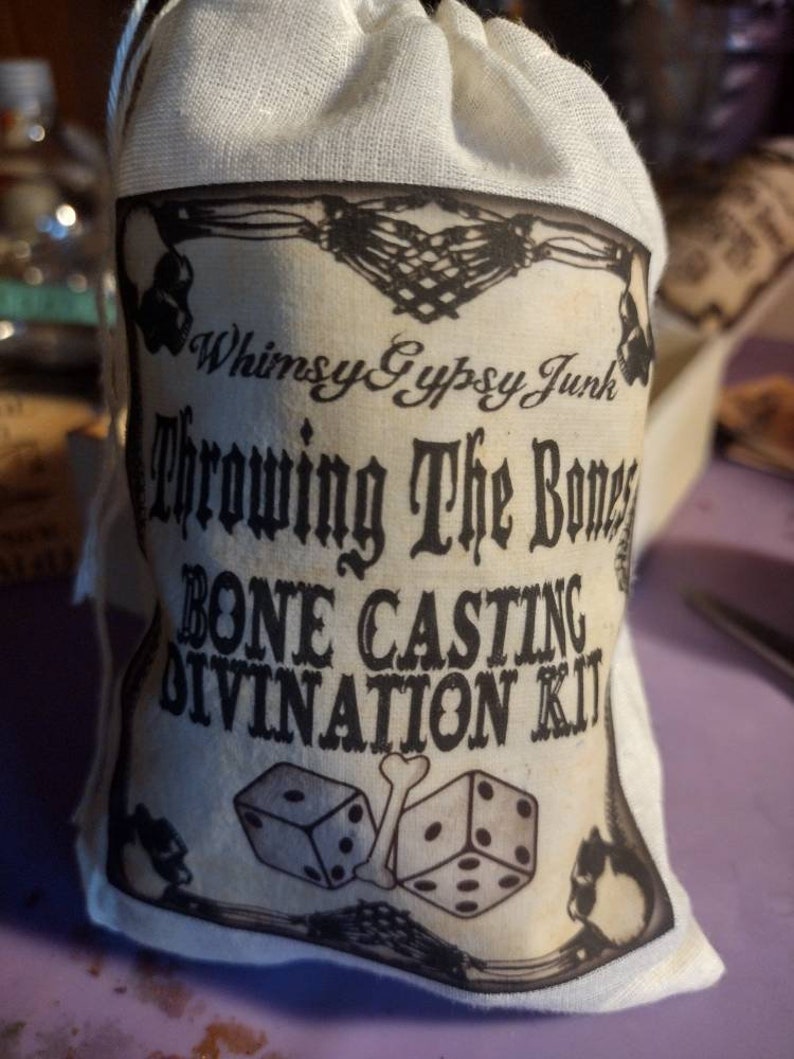 WhimsyGypsyJunk
Throwing The Bones
BONE CASTING
DIVINATION KIT